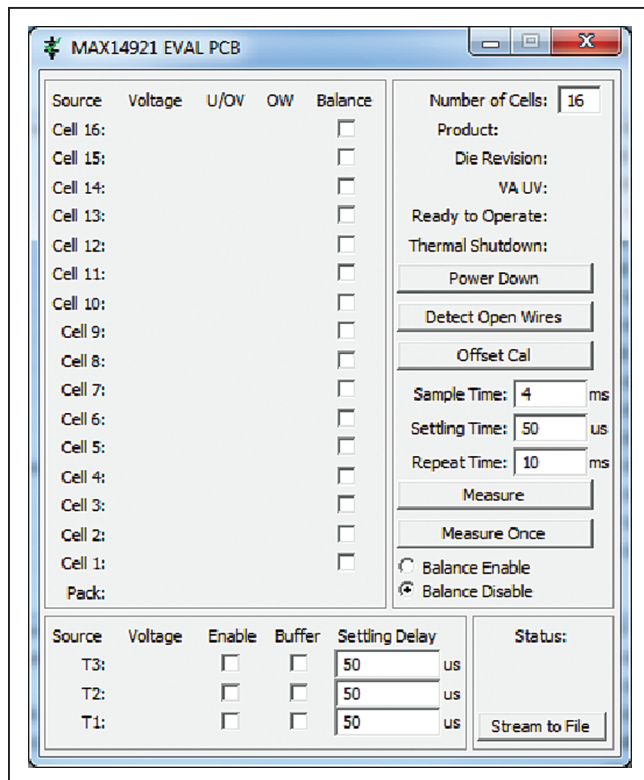 MAX14921 EVAL PCB
Source Voltage U/OV OW Balance
Cell 16:
Cell 15:
Cell 14:
Cell 13:
Cell 12:
Cell 11:
Cell 10:
Cell 9:
Cell 8:
Cell 7:
Cell 6:
Cell 5:
Cell 4:
Cell 3:
Cell 2:
Cell 1:
Pack:
Number of Cells: 16
Product:
Die Revision:
VA UV:
Ready to Operate:
Thermal Shutdown:
Power Down
Detect Open Wires
Offset Cal
Sample Time: 4 ms
Settling Time: 50 us
Repeat Time: 10 ms
Measure
Measure Once
Balance Enable
Balance Disable
Source Voltage Enable Buffer Settling Delay
T3: 50 us
T2: 50 us
T1: 50 us
Status:
Stream to File